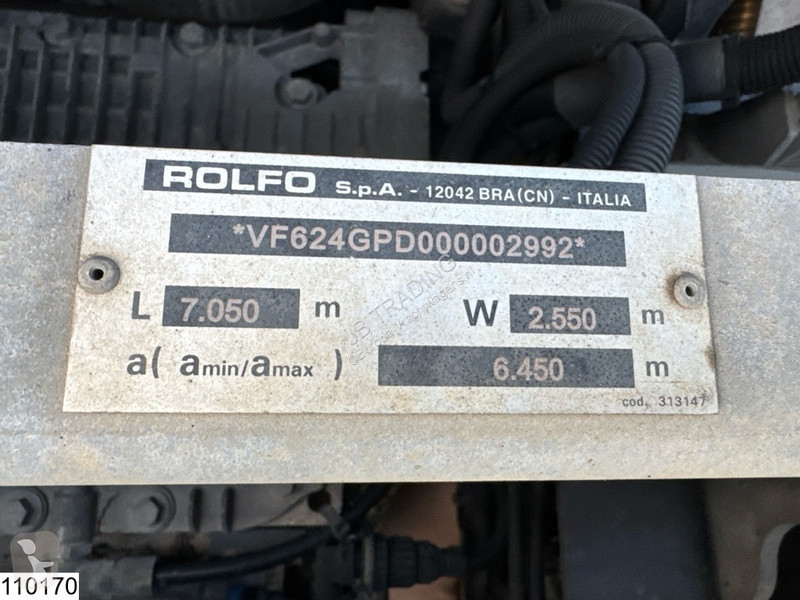 ROLFO S.p.A. - 12042 BRA(CN) - ITALIA
*VF624GPD000002992*
L 7.050 m W 2.550 m
a( amin/amax ) 6.450 m
cod. 313147
110170